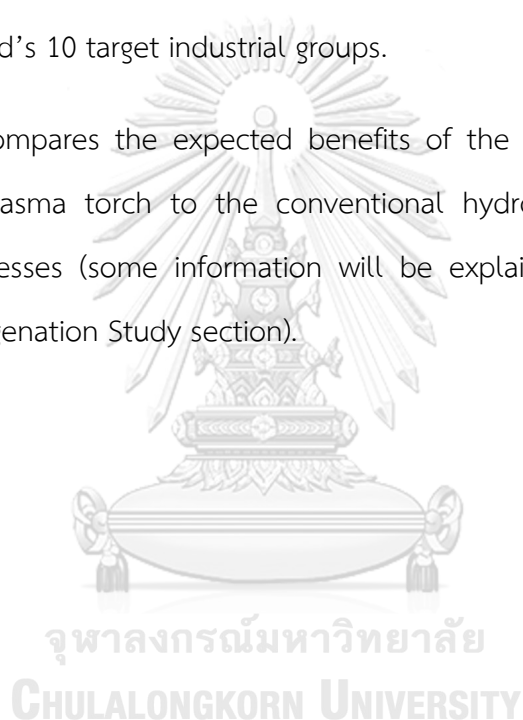 d's 10 target industrial groups.
ompares the expected benefits of the
asma torch to the conventional hydro
esses (some information will be explai
genation Study section).
จุฬาลงกรณ์มหาวิทยาลัย
CHULALONGKORN UNIVERSITY